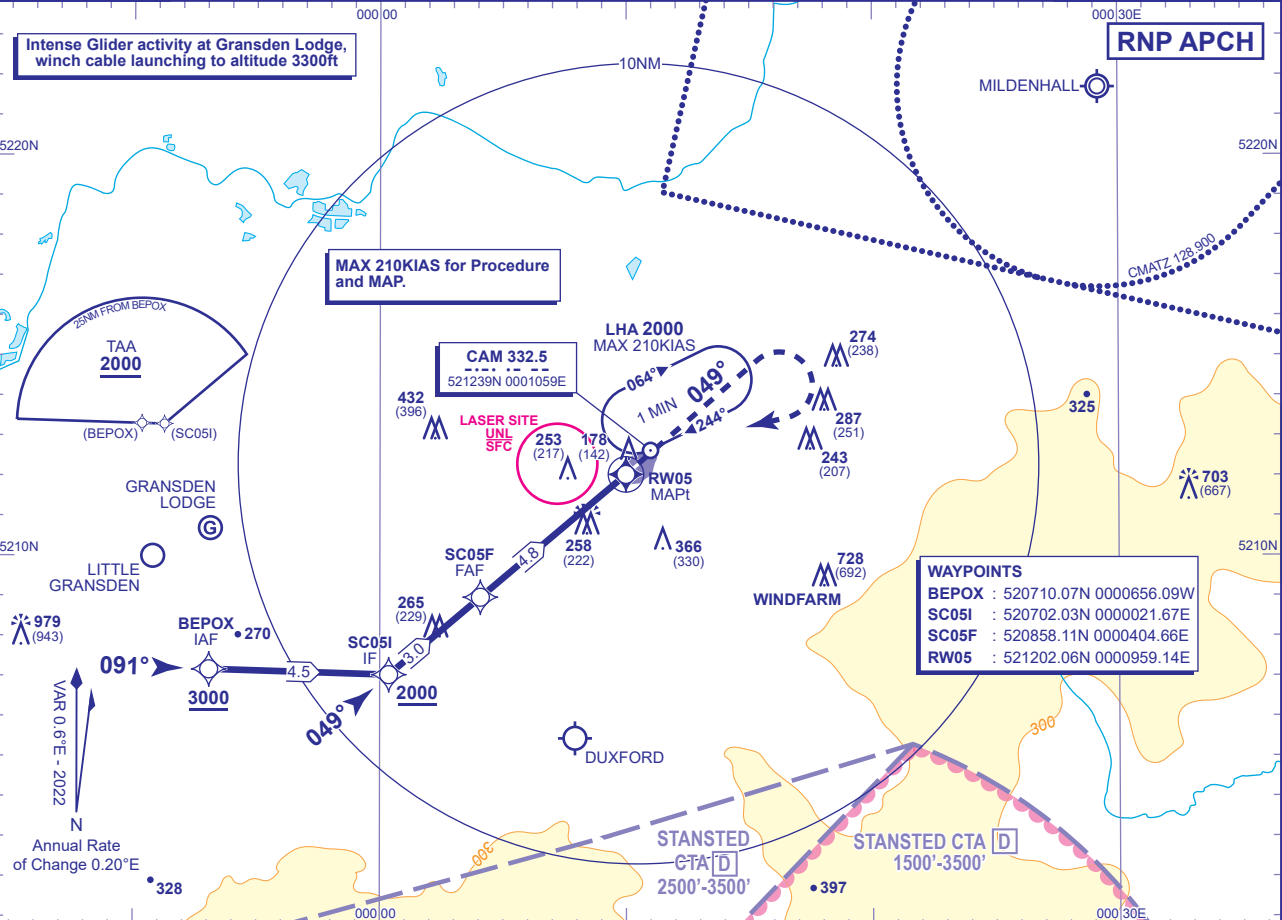 000 00
000 30E
Intense Glider activity at Gransden Lodge,
winch cable launching to altitude 3300ft
RNP APCH
10NM
MILDENHALL
5220N
5220N
CMATZ 128.900
MAX 210KIAS for Procedure
and MAP.
25NM FROM BEPOX
TAA
2000
(BEPOX)
(SC05I)
LHA 2000
MAX 210KIAS
CAM 332.5
521239N 0001059E
064°
1 MIN
049°
244°
274
(238)
287
(251)
243
(207)
325
432
(396)
LASER SITE
UNL
SFC
253
(217)
178
(142)
RW05
MAPt
703
(667)
GRANSDEN
LODGE
G
LITTLE
GRANSDEN
5210N
5210N
SC05F
FAF
4.8
258
(222)
366
(330)
728
(692)
WINDFARM
WAYPOINTS
BEPOX : 520710.07N 0000656.09W
SC05I : 520702.03N 0000021.67E
SC05F : 520858.11N 0000404.66E
RW05 : 521202.06N 0000959.14E
979
(943)
BEPOX
IAF
270
265
(229)
SC05I
IF
3.0
091°
4.5
3000
2000
049°
VAR 0.6°E - 2022
N
Annual Rate
of Change 0.20°E
DUXFORD
300
300
STANSTED
CTA D
2500'-3500'
STANSTED CTA D
1500'-3500'
328
397
000 00
000 30E